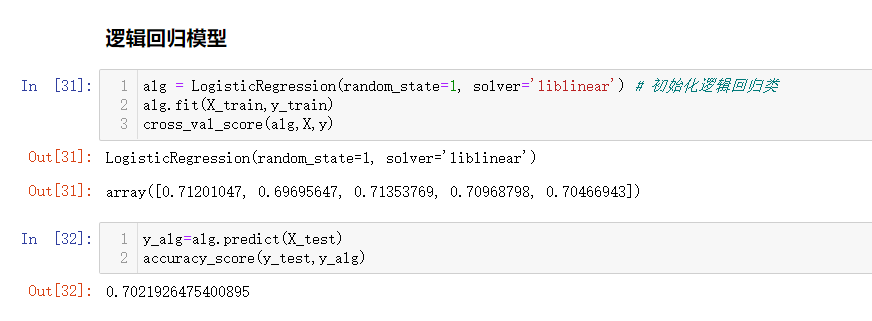 逻辑回归模型
In [31]:
1 alg = LogisticRegression(random_state=1, solver='liblinear') # 初始化逻辑回归类
2 alg.fit(X_train,y_train)
3 cross_val_score(alg,X,y)
Out[31]: LogisticRegression(random_state=1, solver='liblinear')
Out[31]: array([0.71201047, 0.69695647, 0.71353769, 0.70968798, 0.70466943])
In [32]:
1 y_alg=alg.predict(X_test)
2 accuracy_score(y_test,y_alg)
Out[32]: 0.7021926475400895